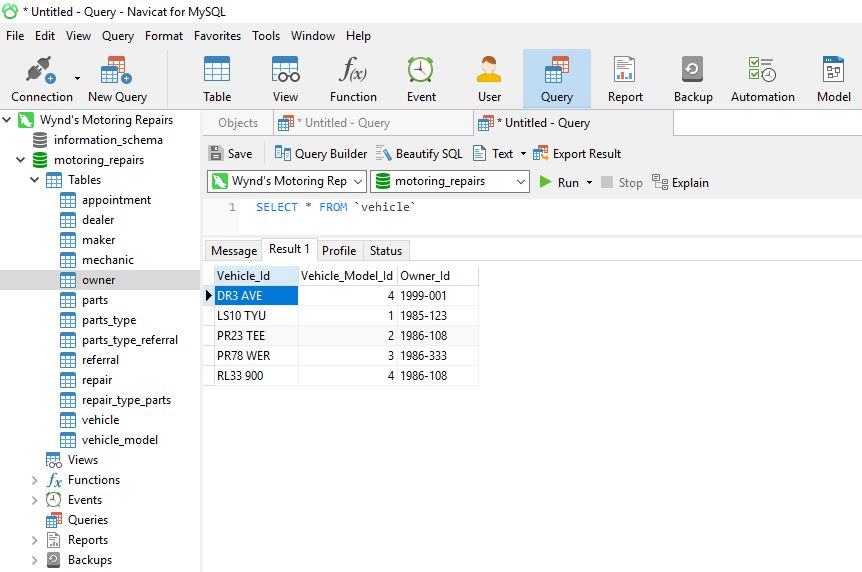 * Untitled - Query - Navicat for MySQL
File Edit View Query Format Favorites Tools Window Help
Connection New Query Table View Function Event User Query Report Backup Automation Model
f(x)
Wynd's Motoring Repairs
information_schema
motoring_repairs
Tables
appointment
dealer
maker
mechanic
owner
parts
parts_type
parts_type_referral
referral
repair
repair_type_parts
vehicle
vehicle_model
Views
fx Functions
Events
Queries
Reports
Backups
Objects * Untitled - Query * Untitled - Query
Save Query Builder Beautify SQL Text Export Result
Wynd's Motoring Rep motoring_repairs Run Stop Explain
1 SELECT * FROM `vehicle`
Message Result 1 Profile Status
Vehicle_Id Vehicle_Model_Id Owner_Id
DR3 AVE 4 1999-001
LS10 TYU 1 1985-123
PR23 TEE 2 1986-108
PR78 WER 3 1986-333
RL33 900 4 1986-108